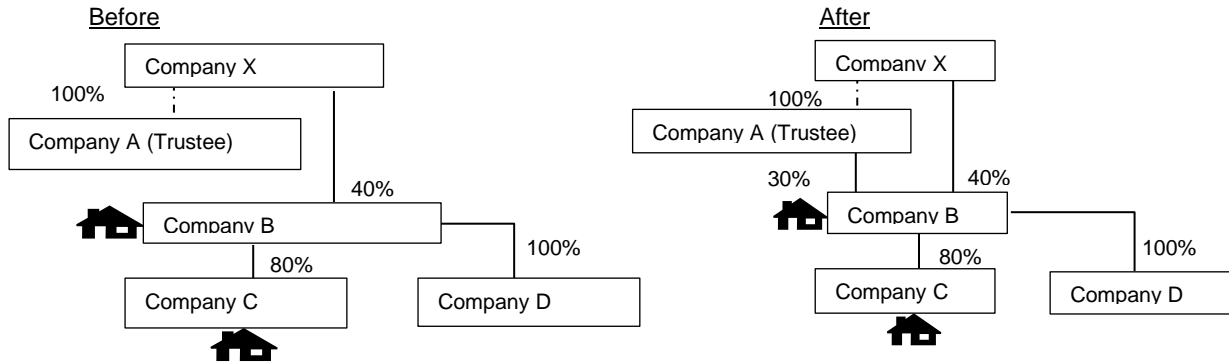 Before
Company X
100%
Company A (Trustee)
40%
Company B
80%
100%
Company C
Company D
After
Company X
100%
Company A (Trustee)
30%
40%
Company B
80%
100%
Company C
Company D